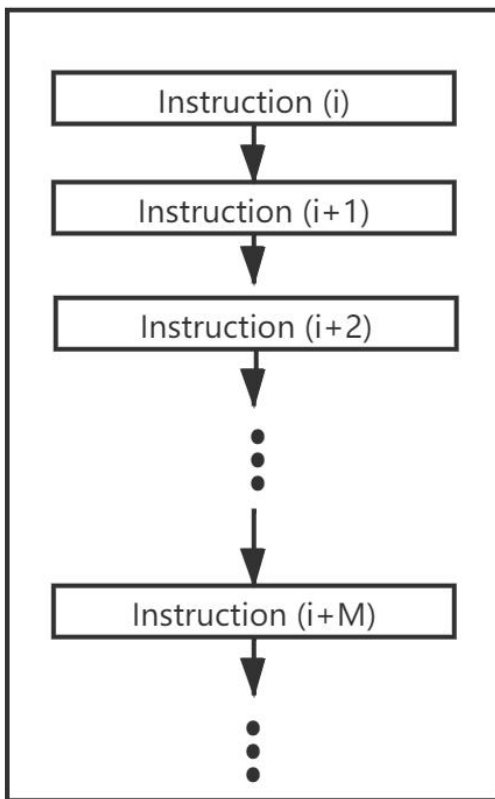 Instruction (i)
Instruction (i+1)
Instruction (i+2)
Instruction (i+M)